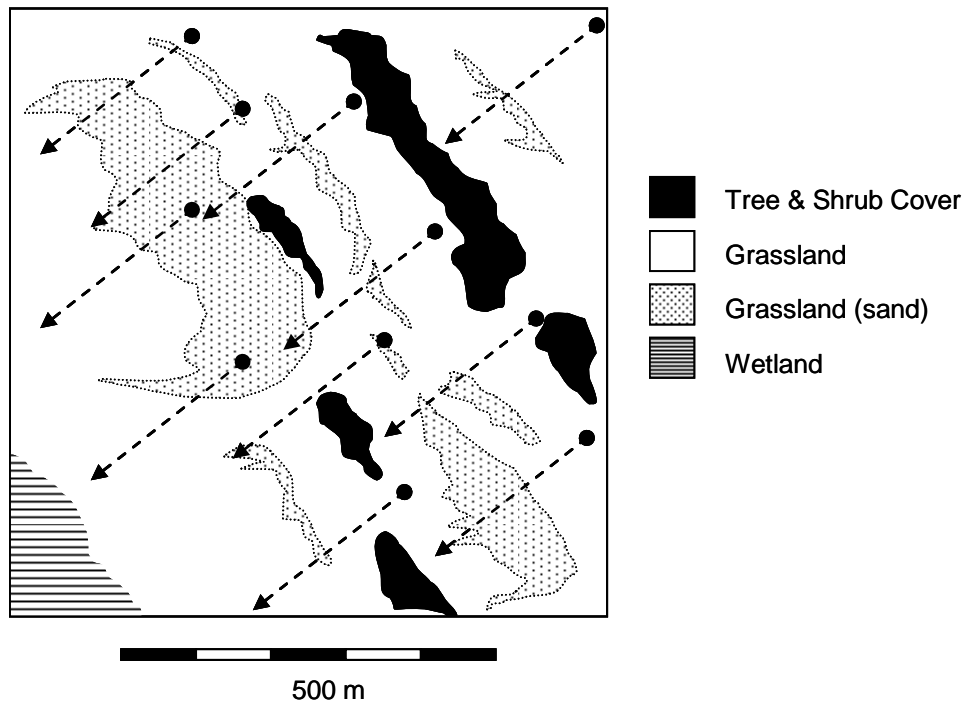 Tree & Shrub Cover
Grassland
Grassland (sand)
Wetland
500 m